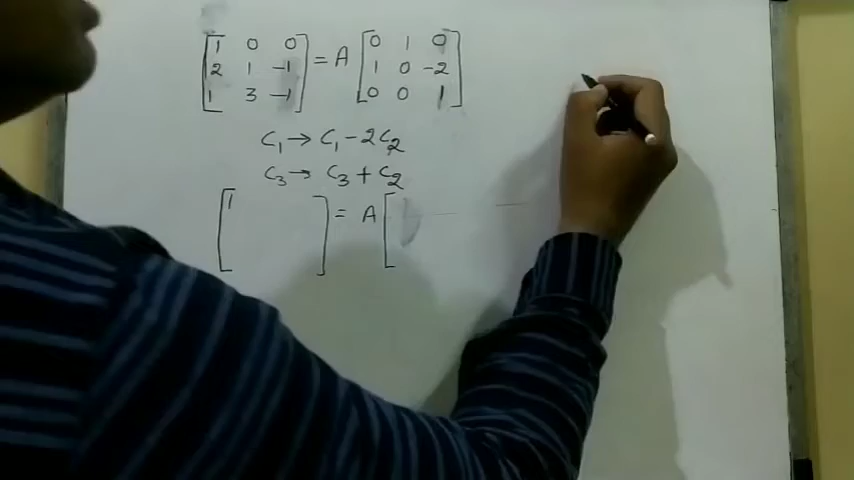 [1 0 0] = A [0 1 0]
[2 1 -1] [1 0 -2]
[1 3 -1] [0 0 1]
C₁ → C₁ - 2C₂
C₃ → C₃ + C₂
[1 ] = A [